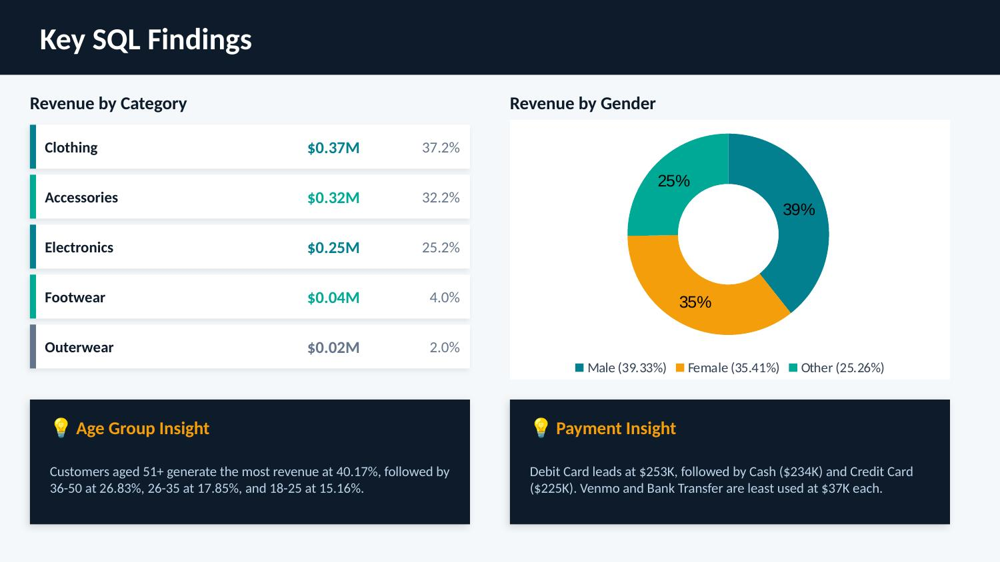 Key SQL Findings
Revenue by Category
Clothing $0.37M 37.2%
Accessories $0.32M 32.2%
Electronics $0.25M 25.2%
Footwear $0.04M 4.0%
Outerwear $0.02M 2.0%
Revenue by Gender
25%
39%
35%
Male (39.33%) Female (35.41%) Other (25.26%)
💡 Age Group Insight
Customers aged 51+ generate the most revenue at 40.17%, followed by
36-50 at 26.83%, 26-35 at 17.85%, and 18-25 at 15.16%.
💡 Payment Insight
Debit Card leads at $253K, followed by Cash ($234K) and Credit Card
($225K). Venmo and Bank Transfer are least used at $37K each.